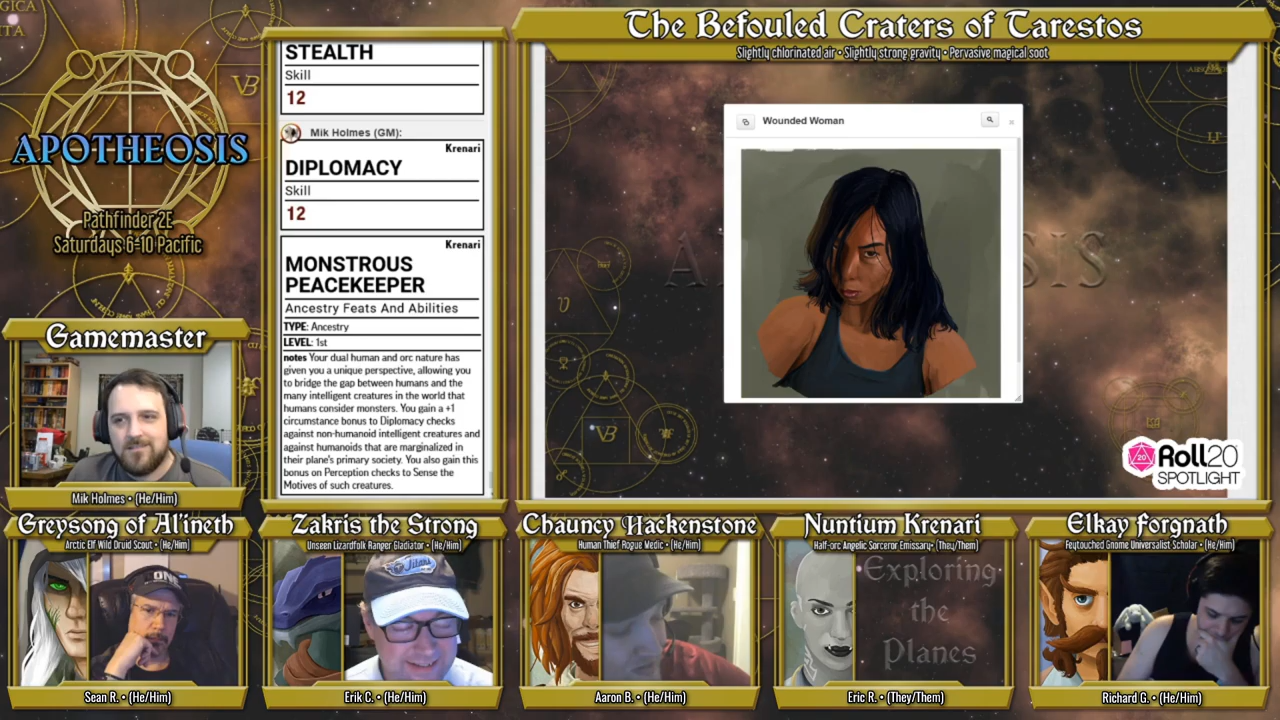 GICA
ITA
APOTHEOSIS
Pathfinder 2E
Saturdays 6-10 Pacific
STEALTH
Skill
12
Mik Holmes (GM):
Krenari
DIPLOMACY
Skill
12
Krenari
MONSTROUS
PEACEKEEPER
Ancestry Feats And Abilities
TYPE: Ancestry
LEVEL: 1st
notes Your dual human and orc nature has
given you a unique perspective, allowing you
to bridge the gap between humans and the
many intelligent creatures in the world that
humans consider monsters. You gain a +1
circumstance bonus to Diplomacy checks
against non-humanoid intelligent creatures and
against humanoids that are marginalized in
their plane's primary society. You also gain this
bonus on Perception checks to Sense the
Motives of such creatures.
The Befouled Craters of Tarestos
Slightly chlorinated air • Slightly strong gravity • Pervasive magical soot
Wounded Woman
Roll20
SPOTLIGHT
Gamemaster
Mik Holmes • (He/Him)
Greysong of Al'ineth
Arctic Elf Wild Druid Scout • (He/Him)
Sean R. • (He/Him)
Zakris the Strong
Unseen Lizardfolk Ranger Gladiator • (He/Him)
Titans
Erik C. • (He/Him)
Chauncy Hackenstone
Human Thief Rogue Medic • (He/Him)
Aaron B. • (He/Him)
Nuntium Krenari
Half-orc Angelic Sorceror Emissary• (They/Them)
Exploring
the
Planes
Eric R. • (They/Them)
Elkay Forgnath
Feytouched Gnome Universalist Scholar • (He/Him)
Richard G. • (He/Him)